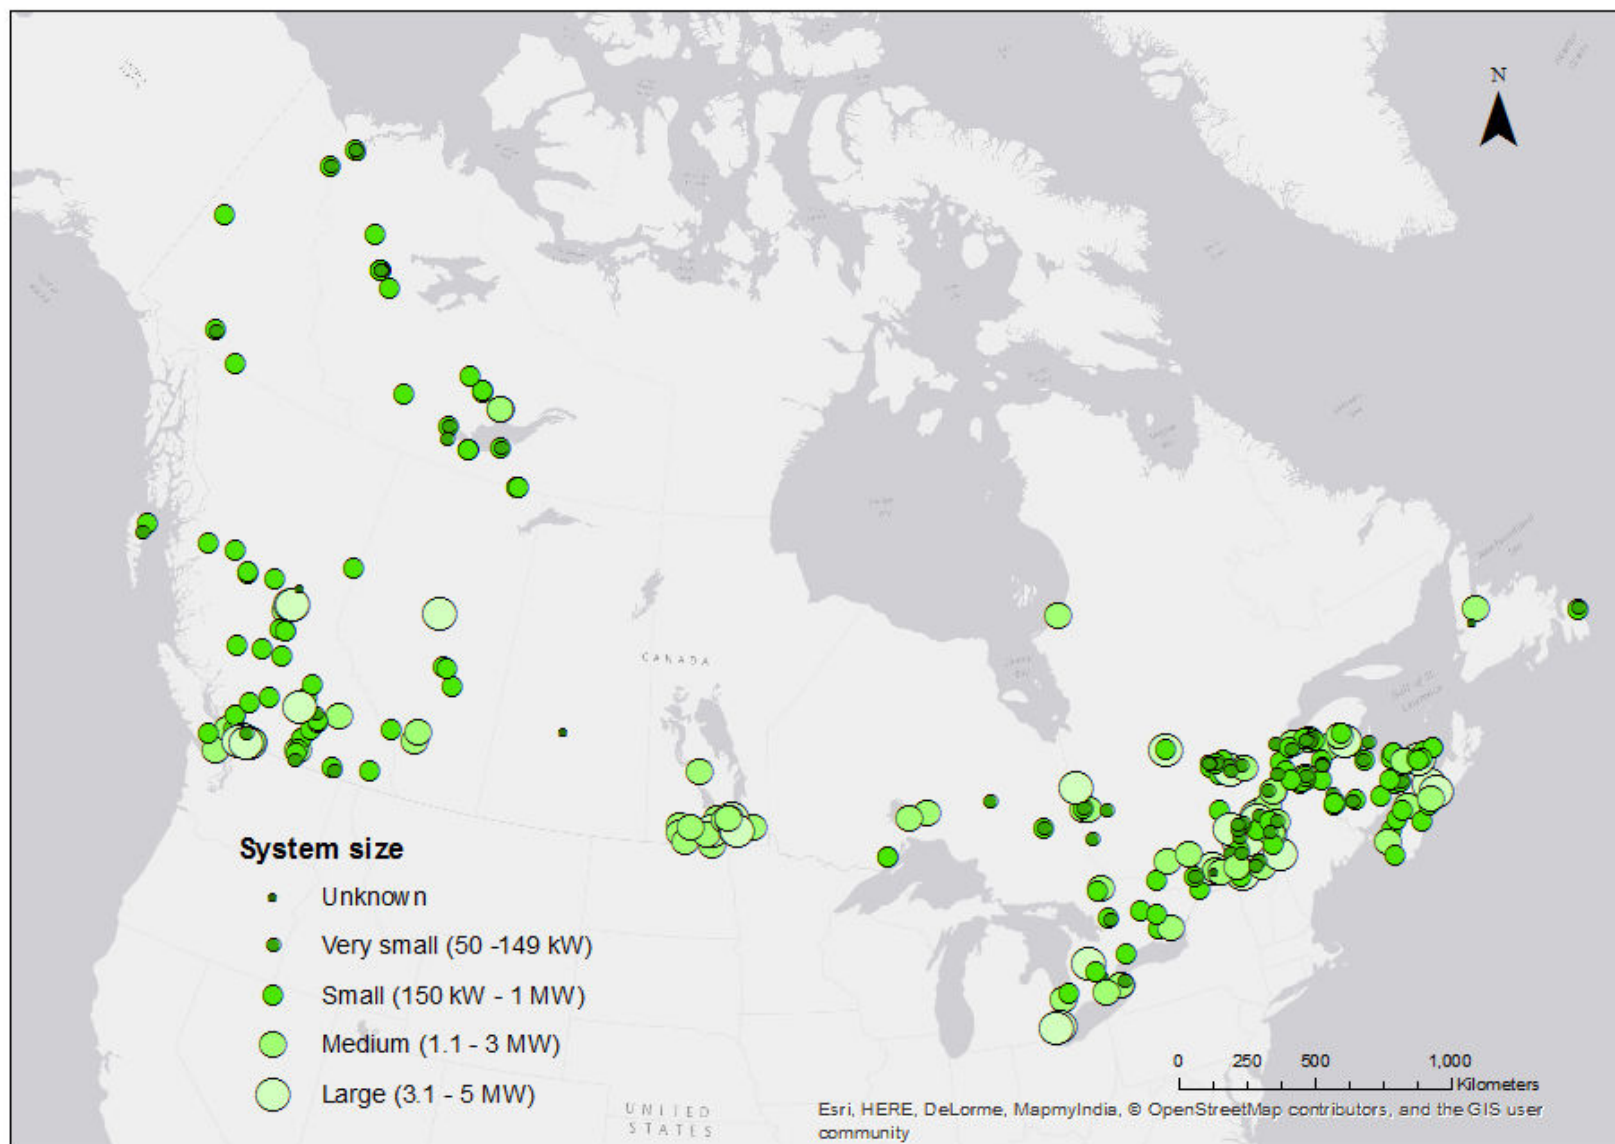 N
CANADA
System size
Unknown
Very small (50 -149 kW)
Small (150 kW - 1 MW)
Medium (1.1 - 3 MW)
Large (3.1 - 5 MW)
UNITED
STATES
0 250 500 1,000
Kilometers
Esri, HERE, DeLorme, MapmyIndia, © OpenStreetMap contributors, and the GIS user
community